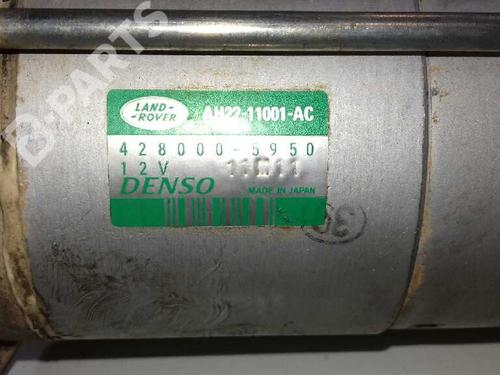 B-PARTS
LAND-
ROVER
AH22-11001-AC
428000-5950
12V
DENSO
MADE IN JAPAN